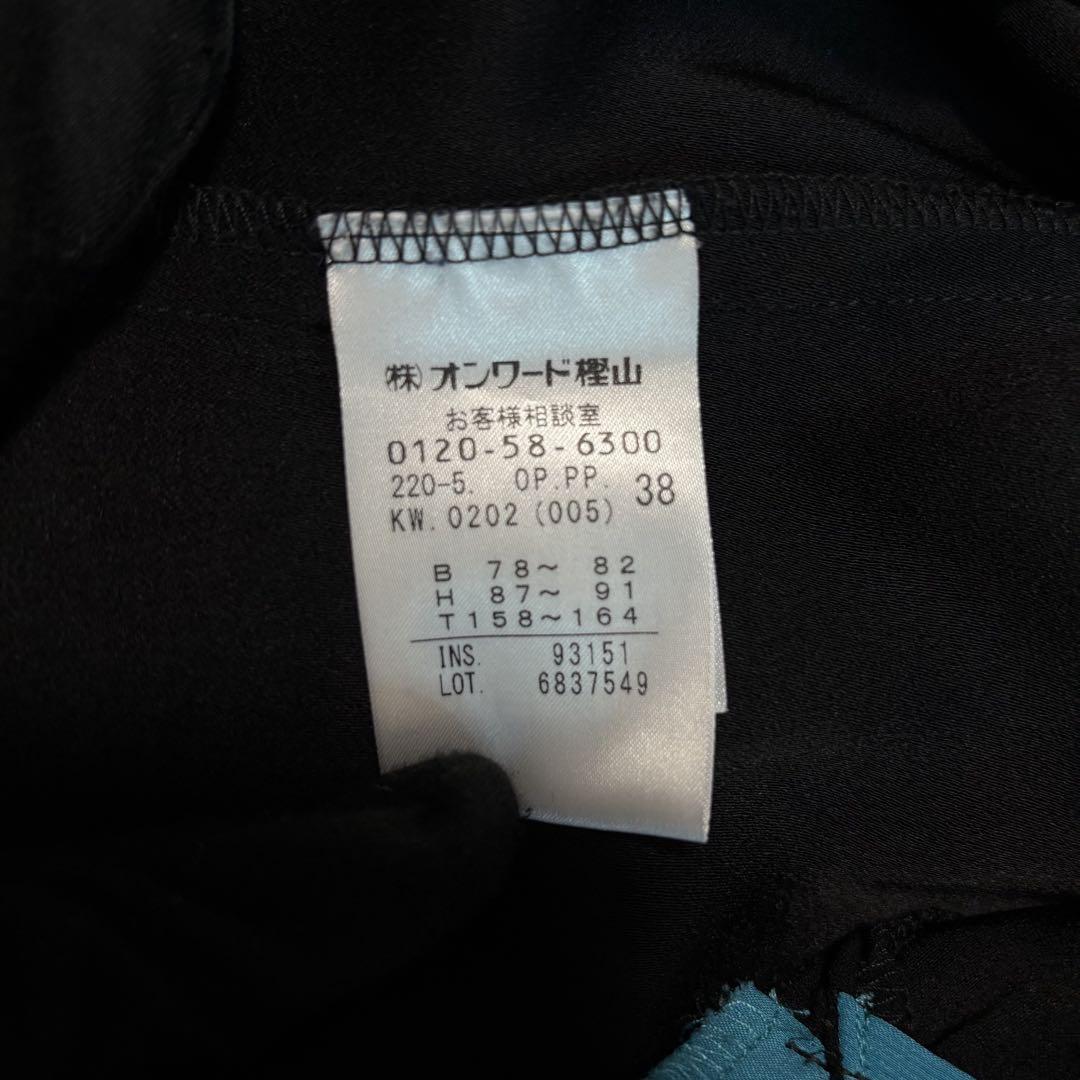 (株)オンワード樫山
お客様相談室
0120-58-6300
220-5. OP.PP. 38
KW.0202(005)
B 78~ 82
H 87~ 91
T158~164
INS. 93151
LOT. 6837549